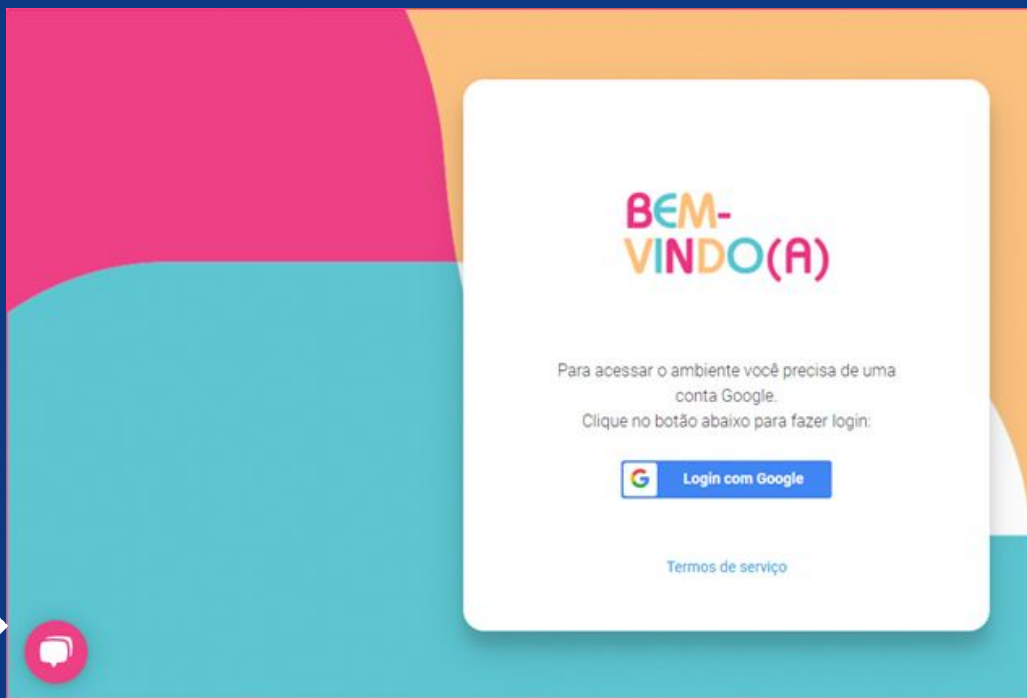 BEM-
VINDO(A)
Para acessar o ambiente você precisa de uma
conta Google.
Clique no botão abaixo para fazer login:
G Login com Google
Termos de serviço